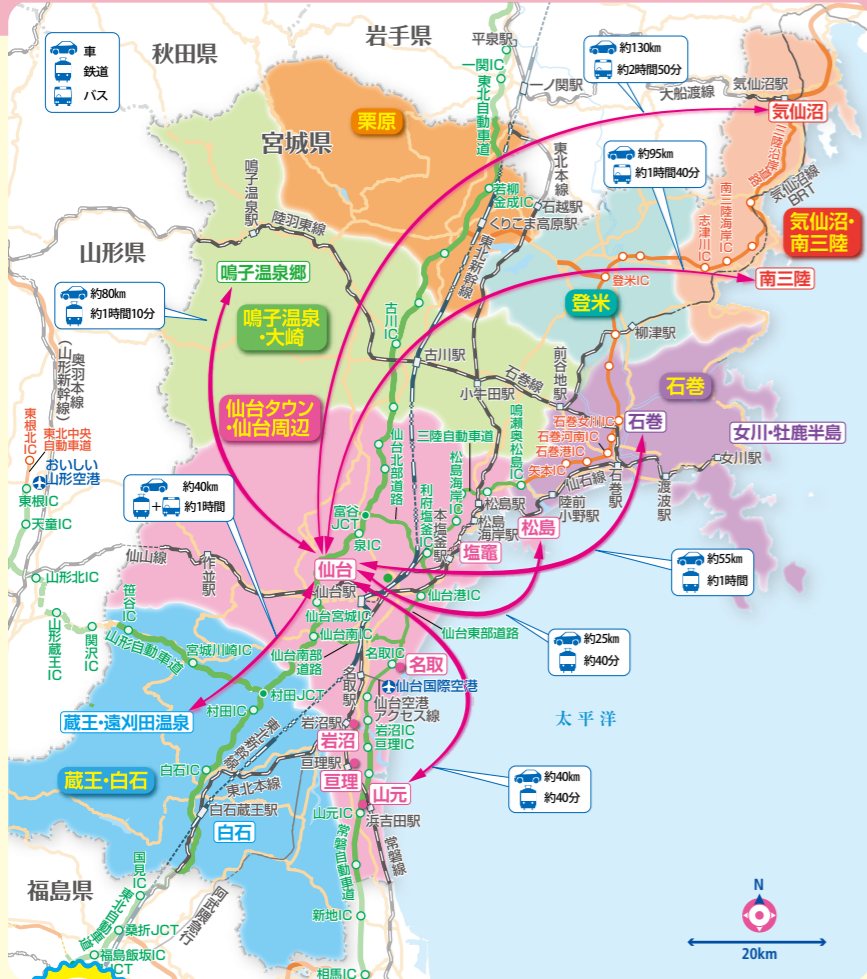 車
鉄道
バス
秋田県
岩手県
宮城県
山形県
福島県
平泉駅
一関IC
東北自動車道
一ノ関駅
大船渡線
気仙沼駅
約130km
約2時間50分
気仙沼
三陸沿岸道路
気仙沼線
BRT
約95km
約1時間40分
栗原
若柳
金成IC
東北本線
石越駅
くりこま高原駅
東北新幹線
南三陸海岸IC
志津川IC
気仙沼・
南三陸
南三陸
鳴子温泉駅
陸羽東線
鳴子温泉郷
約80km
約1時間10分
鳴子温泉
・大崎
登米IC
登米
柳津駅
古川IC
古川駅
小牛田駅
石巻線
前谷地駅
石巻
奥羽本線
(山形新幹線)
東根北IC
東北中央
自動車道
おいしい
山形空港
東根IC
天童IC
仙台タウン
・仙台周辺
三陸自動車道
鳴瀬奥松島IC
石巻女川IC
石巻河南IC
石巻港IC
矢本IC
石巻
女川・牡鹿半島
女川駅
仙石線
石巻駅
渡波駅
陸前
小野駅
仙台北部道路
松島海岸IC
利府塩釜IC
本塩釜駅
松島駅
松島
海岸駅
松島
塩竈
約40km
+
約1時間
富谷
JCT
泉IC
仙台
仙台駅
仙山線
作並駅
山形北IC
山形蔵王IC
関沢IC
笹谷IC
山形自動車道
宮城川崎IC
仙台宮城IC
仙台南IC
仙台南部
道路
仙台港IC
仙台東部道路
約55km
約1時間
約25km
約40分
名取IC
名取
名取駅
仙台国際空港
仙台空港
アクセス線
村田JCT
村田IC
蔵王・遠刈田温泉
岩沼駅
岩沼IC
岩沼
亘理IC
亘理駅
亘理
太平洋
東北新幹線
白石IC
蔵王・白石
東北本線
白石蔵王駅
白石
山元
山元IC
浜吉田駅
約40km
約40分
常磐自動車道
常磐線
国見IC
東北自動車道
桑折JCT
福島飯坂IC
JCT
阿武隈急行
新地IC
相馬IC
N
20km